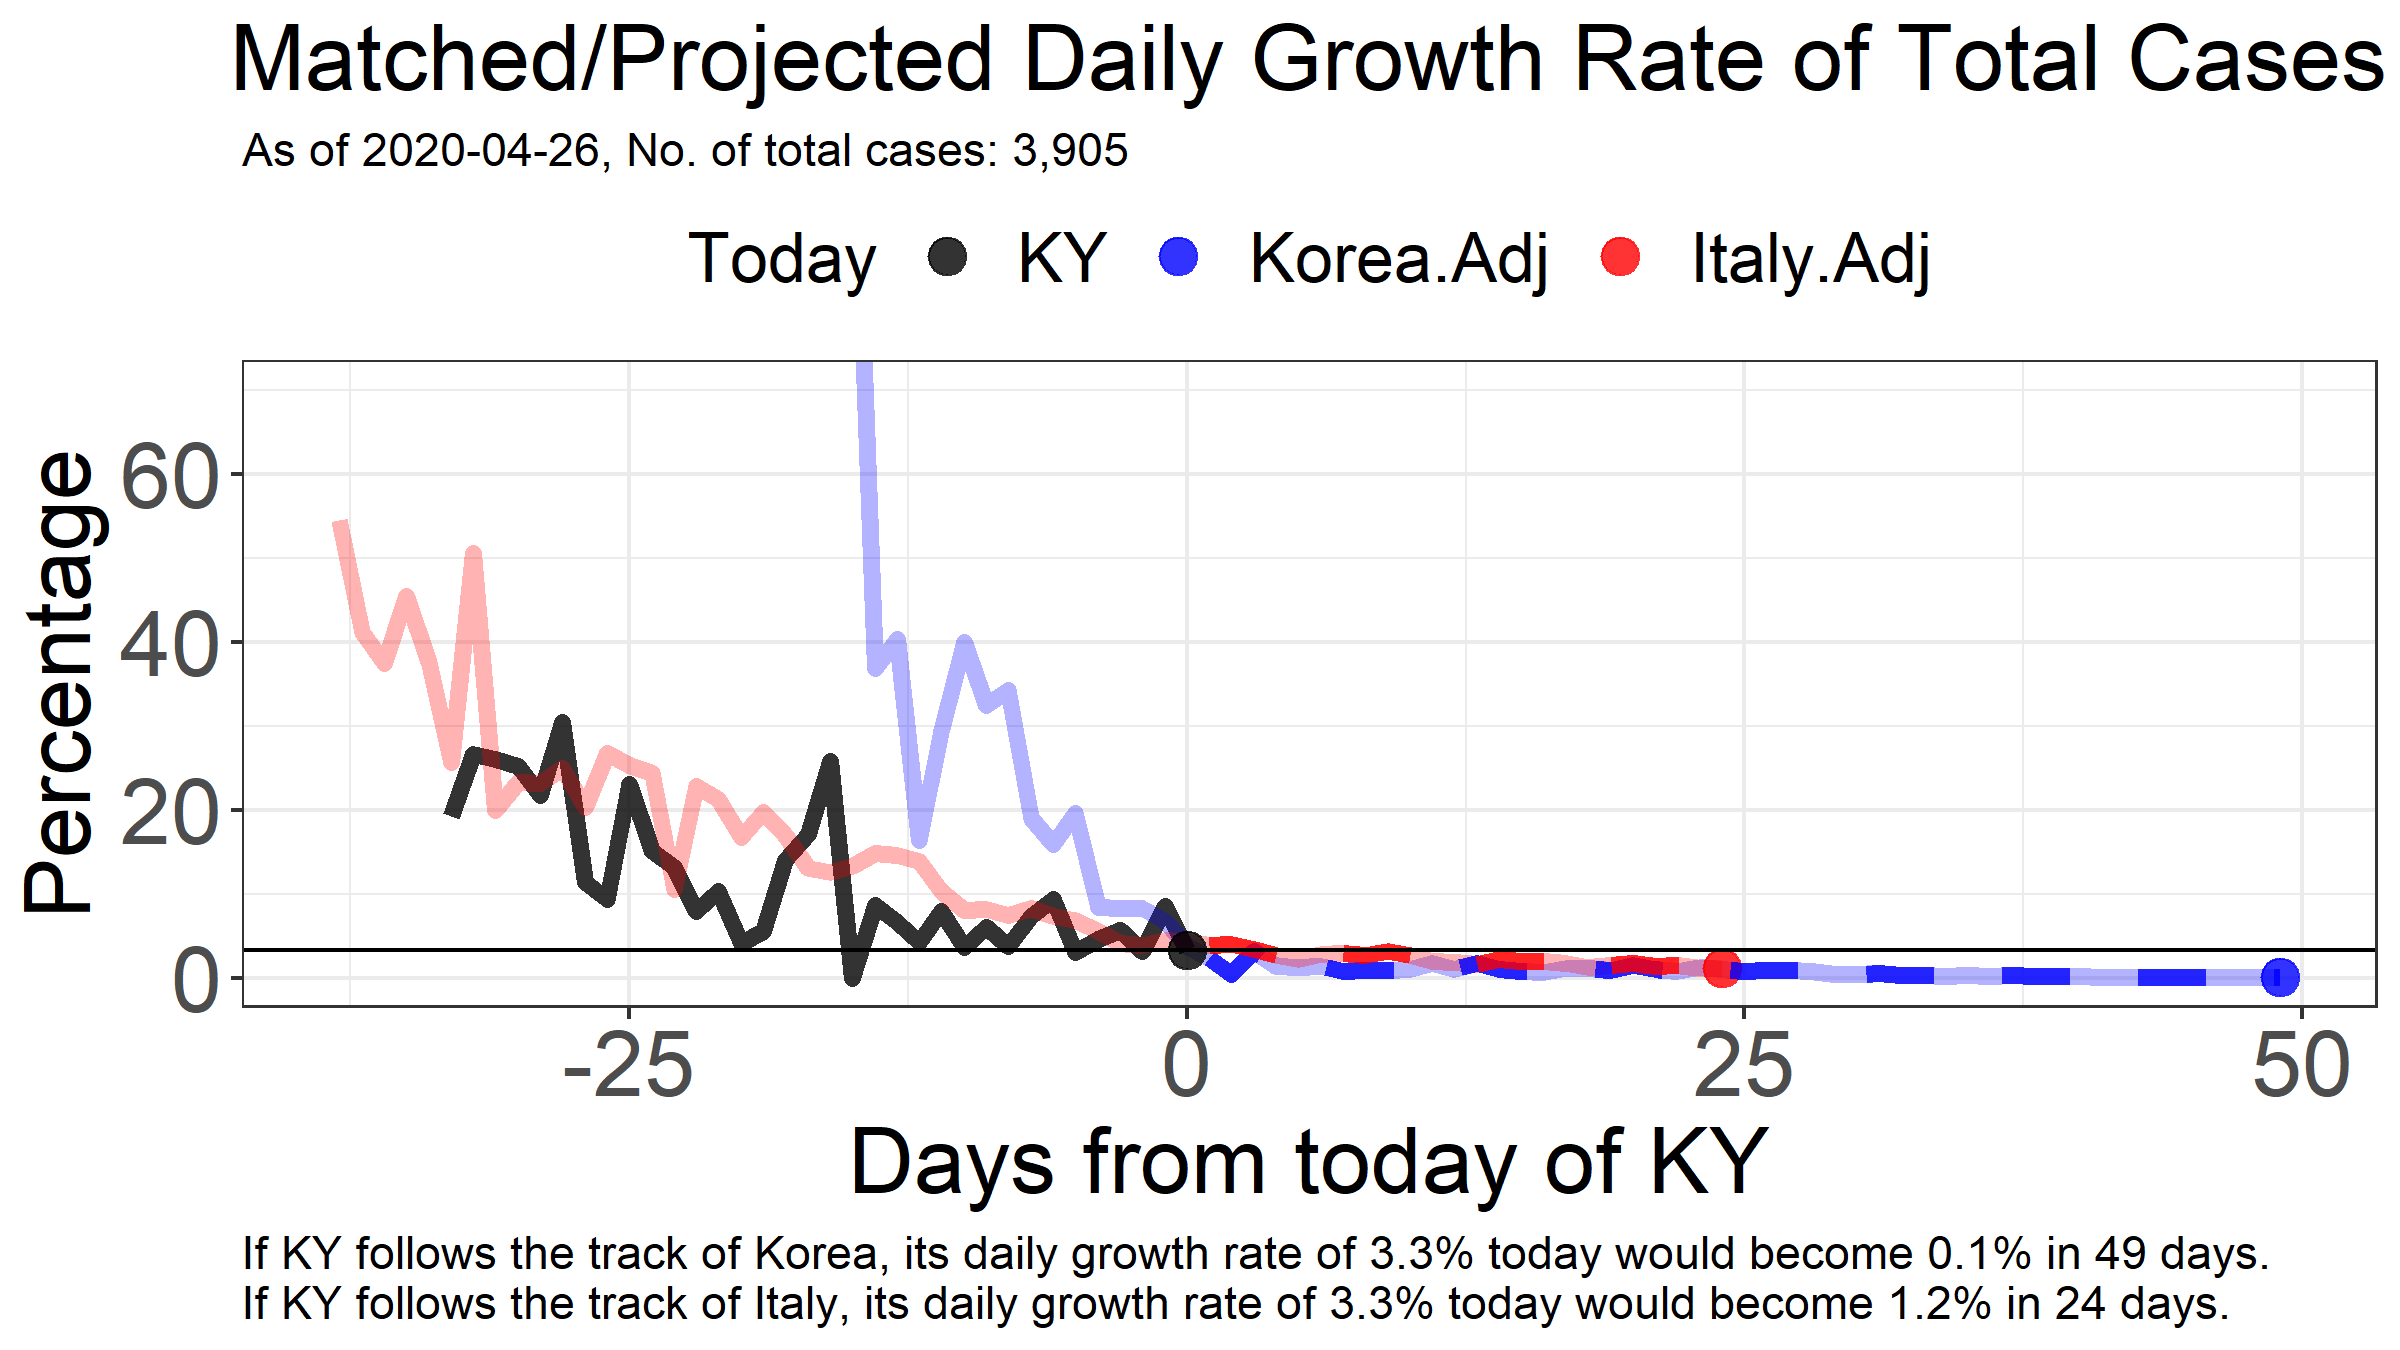 Matched/Projected Daily Growth Rate of Total Cases
As of 2020-04-26, No. of total cases: 3,905
Today KY Korea.Adj Italy.Adj
Percentage
60
40
20
0
-25 0 25 50
Days from today of KY
If KY follows the track of Korea, its daily growth rate of 3.3% today would become 0.1% in 49 days.
If KY follows the track of Italy, its daily growth rate of 3.3% today would become 1.2% in 24 days.